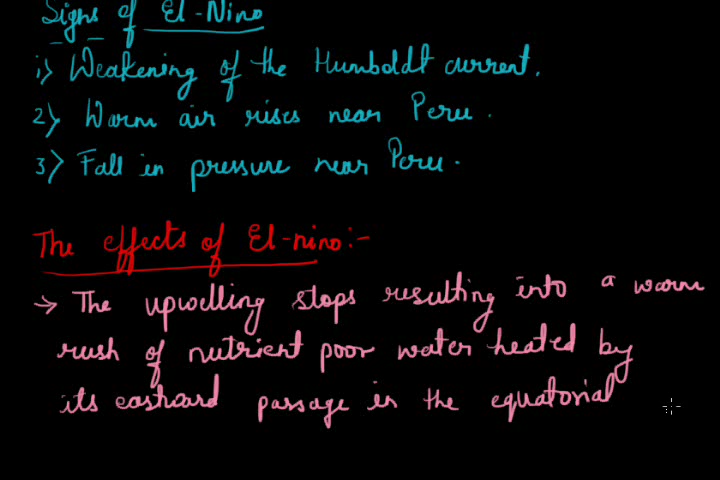 Signs of El-Nino
1) Weakening of the Humboldt current.
2) Warm air rises near Peru.
3) Fall in pressure near Peru.
The effects of El-nino:-
→ The upwelling stops resulting into a warm
rush of nutrient poor water heated by
its eastward passage in the equatorial